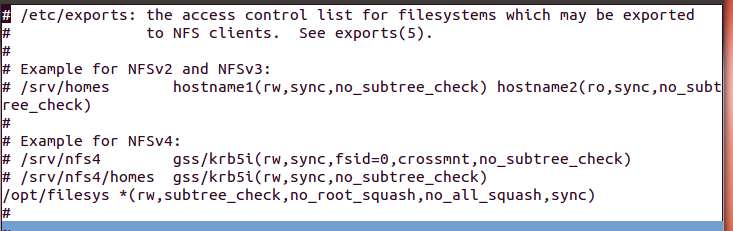 # /etc/exports: the access control list for filesystems which may be exported
#               to NFS clients.  See exports(5).
#
# Example for NFSv2 and NFSv3:
# /srv/homes       hostname1(rw,sync,no_subtree_check) hostname2(ro,sync,no_subt
ree_check)
#
# Example for NFSv4:
# /srv/nfs4        gss/krb5i(rw,sync,fsid=0,crossmnt,no_subtree_check)
# /srv/nfs4/homes  gss/krb5i(rw,sync,no_subtree_check)
/opt/filesys *(rw,subtree_check,no_root_squash,no_all_squash,sync)
#